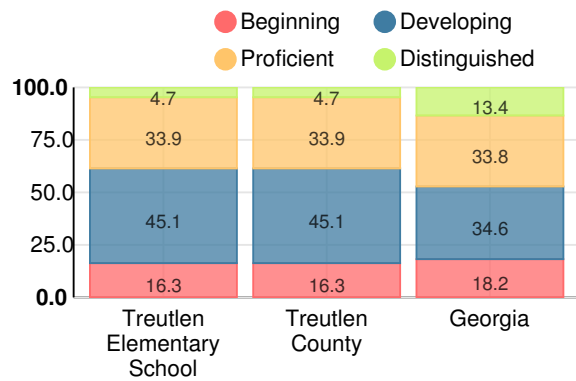 Beginning
Developing
Proficient
Distinguished
100.0
75.0
50.0
25.0
0.0
4.7
4.7
13.4
33.9
33.9
33.8
45.1
45.1
34.6
16.3
16.3
18.2
Treutlen
Elementary
School
Treutlen
County
Georgia